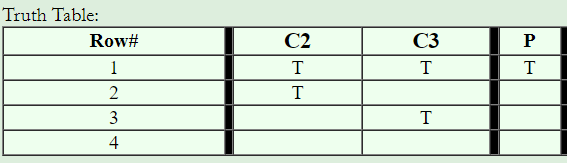 Truth Table:
Row# C2 C3 P
1 T T T
2 T
3 T
4